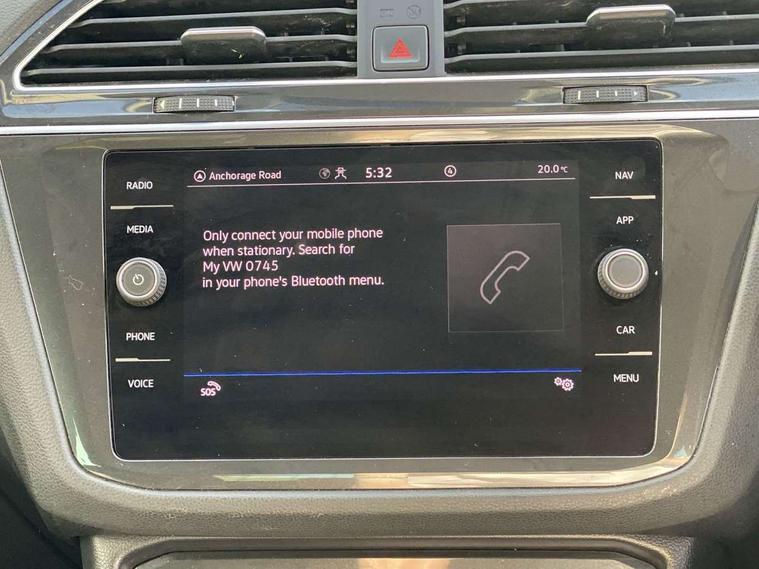 RADIO
MEDIA
PHONE
VOICE
Anchorage Road
5:32
4
20.0°C
Only connect your mobile phone
when stationary. Search for
My VW 0745
in your phone's Bluetooth menu.
SOS
NAV
APP
CAR
MENU